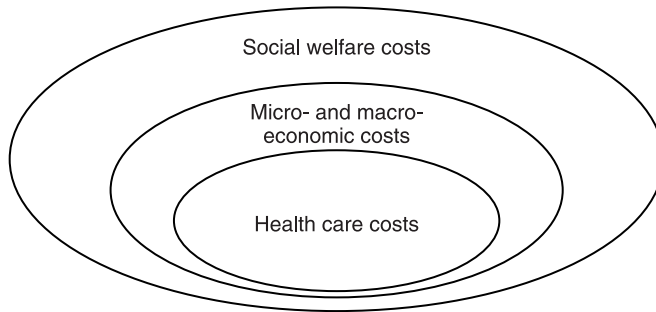 Social welfare costs
Micro- and macro-
economic costs
Health care costs